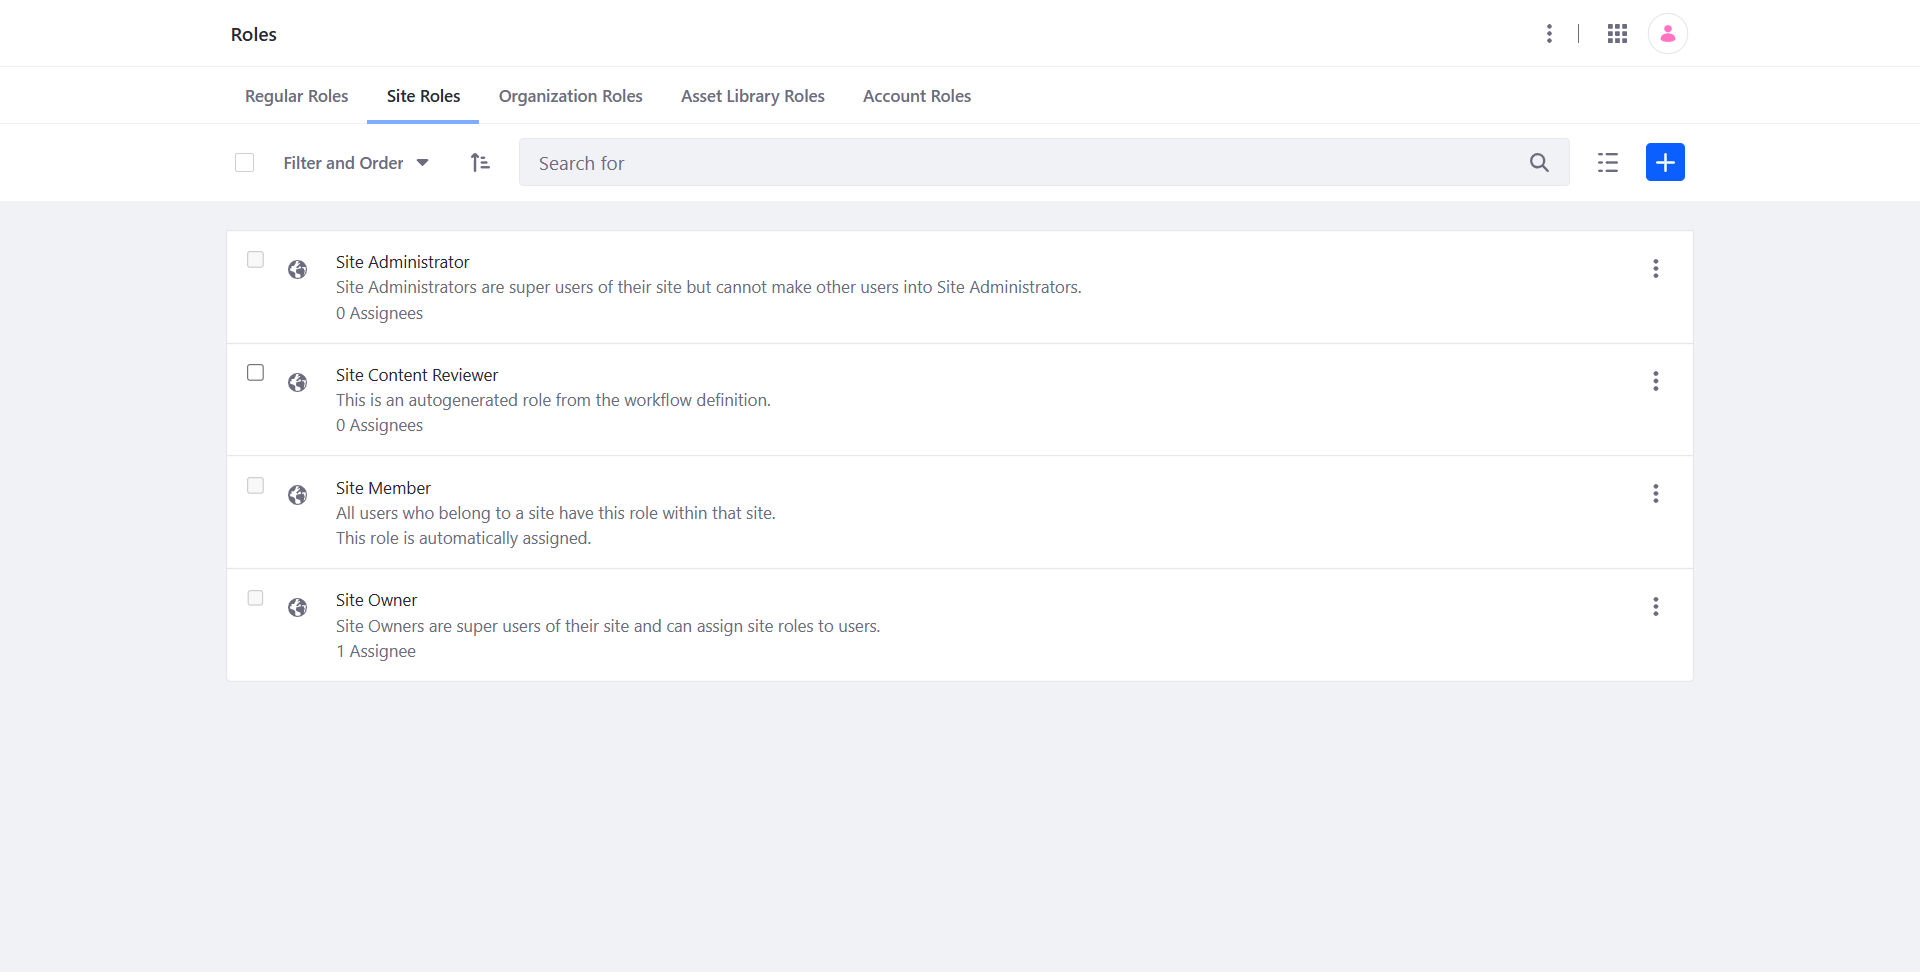 Roles
Regular Roles
Site Roles
Organization Roles
Asset Library Roles
Account Roles
Filter and Order
Search for
Site Administrator
Site Administrators are super users of their site but cannot make other users into Site Administrators.
0 Assignees
Site Content Reviewer
This is an autogenerated role from the workflow definition.
0 Assignees
Site Member
All users who belong to a site have this role within that site.
This role is automatically assigned.
Site Owner
Site Owners are super users of their site and can assign site roles to users.
1 Assignee